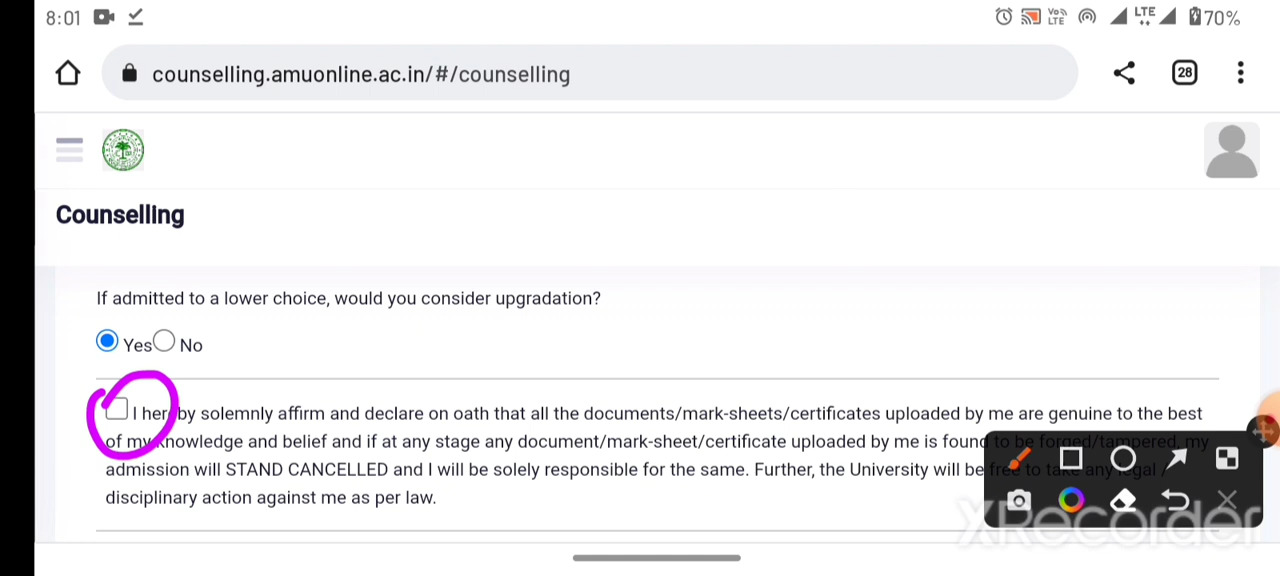 8:01
Vo LTE
LTE
70%
counselling.amuonline.ac.in/#/counselling
28
Counselling
If admitted to a lower choice, would you consider upgradation?
Yes No
I hereby solemnly affirm and declare on oath that all the documents/mark-sheets/certificates uploaded by me are genuine to the best
of my knowledge and belief and if at any stage any document/mark-sheet/certificate uploaded by me is found to be forged/tampered, my
admission will STAND CANCELLED and I will be solely responsible for the same. Further, the University will be free to take any legal /
disciplinary action against me as per law.
XRecorder